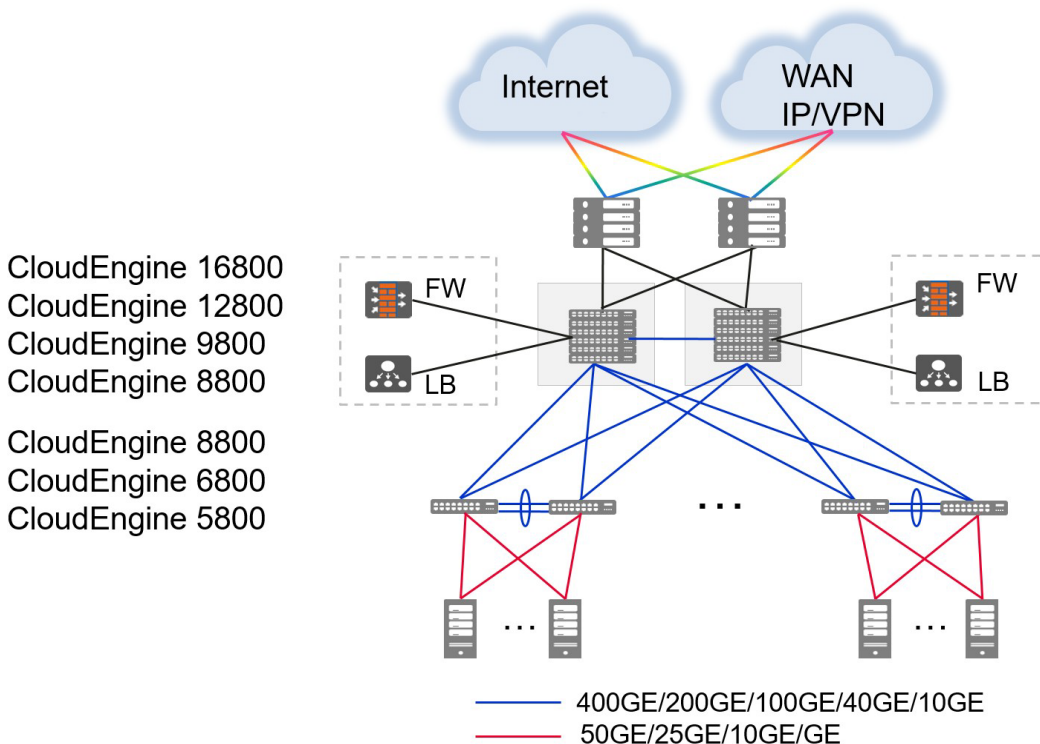 Internet
WAN
IP/VPN
CloudEngine 16800
CloudEngine 12800
CloudEngine 9800
CloudEngine 8800
FW
LB
FW
LB
CloudEngine 8800
CloudEngine 6800
CloudEngine 5800
...
...
...
400GE/200GE/100GE/40GE/10GE
50GE/25GE/10GE/GE